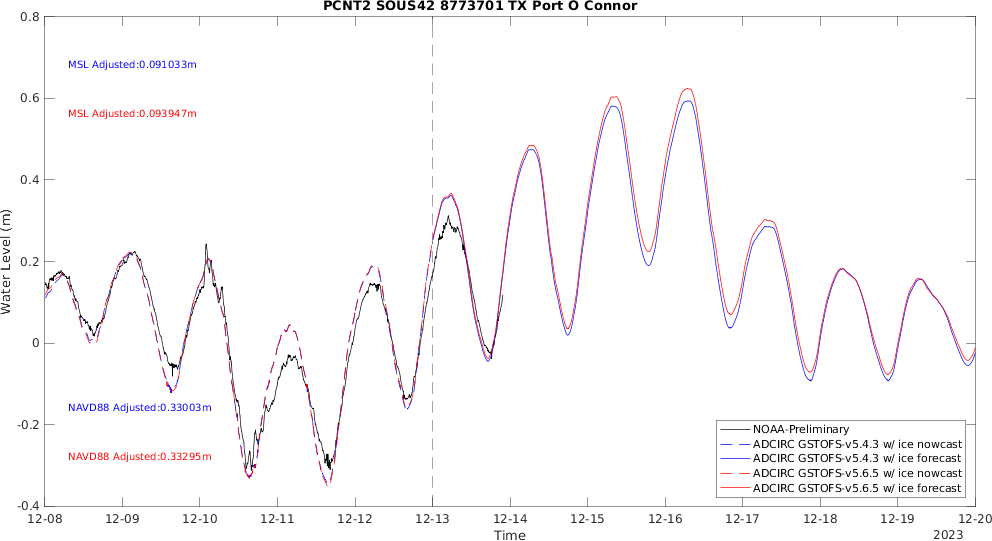 PCNT2 SOUS42 8773701 TX Port O Connor
0.8
0.6
0.4
0.2
0
-0.2
-0.4
Water Level (m)
MSL Adjusted:0.091033m
MSL Adjusted:0.093947m
NAVD88 Adjusted:0.33003m
NAVD88 Adjusted:0.33295m
NOAA-Preliminary
ADCIRC GSTOFS-v5.4.3 w/ ice nowcast
ADCIRC GSTOFS-v5.4.3 w/ ice forecast
ADCIRC GSTOFS-v5.6.5 w/ ice nowcast
ADCIRC GSTOFS-v5.6.5 w/ ice forecast
12-08 12-09 12-10 12-11 12-12 12-13 12-14 12-15 12-16 12-17 12-18 12-19 12-20
Time
2023